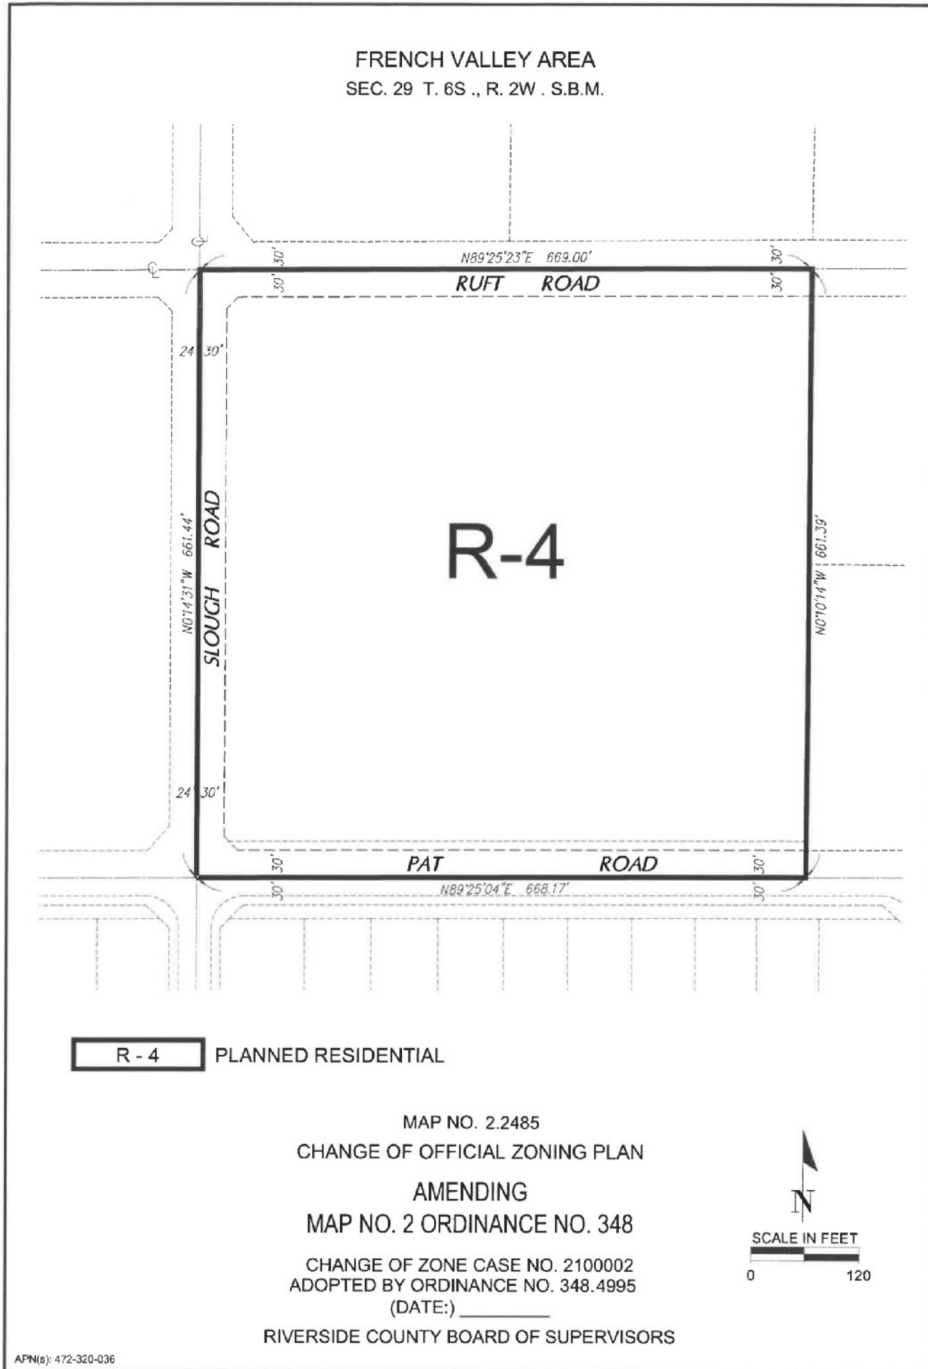 FRENCH VALLEY AREA
SEC. 29 T. 6S ., R. 2W . S.B.M.
30'
N89°25'23"E 669.00'
30'
30'
RUFT ROAD
30'
24' 30'
SLOUGH ROAD
N0°14'31"W 661.44'
R-4
N0°10'14"W 661.39'
24' 30'
30'
PAT ROAD
30'
30'
N89°25'04"E 668.17'
30'
R - 4 PLANNED RESIDENTIAL
MAP NO. 2.2485
CHANGE OF OFFICIAL ZONING PLAN
AMENDING
MAP NO. 2 ORDINANCE NO. 348
CHANGE OF ZONE CASE NO. 2100002
ADOPTED BY ORDINANCE NO. 348.4995
(DATE:) ________
RIVERSIDE COUNTY BOARD OF SUPERVISORS
N
SCALE IN FEET
0 120
APN(s): 472-320-036